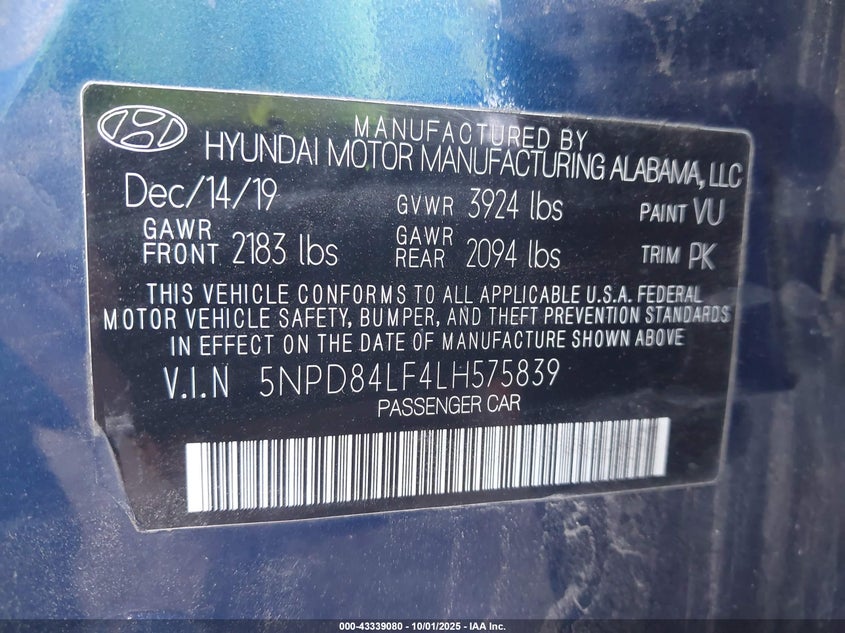 MANUFACTURED BY
HYUNDAI MOTOR MANUFACTURING ALABAMA, LLC
Dec/14/19 GVWR 3924 lbs PAINT VU
GAWR FRONT 2183 lbs GAWR REAR 2094 lbs TRIM PK
THIS VEHICLE CONFORMS TO ALL APPLICABLE U.S.A. FEDERAL
MOTOR VEHICLE SAFETY, BUMPER, AND THEFT PREVENTION STANDARDS
IN EFFECT ON THE DATE OF MANUFACTURE SHOWN ABOVE
V.I.N 5NPD84LF4LH575839
PASSENGER CAR
000-43339080 - 10/01/2025 - IAA Inc.